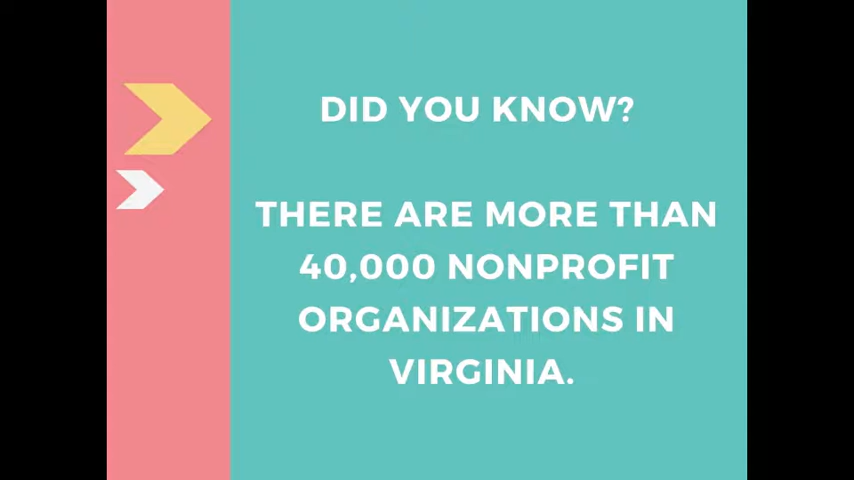 DID YOU KNOW?
THERE ARE MORE THAN
40,000 NONPROFIT
ORGANIZATIONS IN
VIRGINIA.